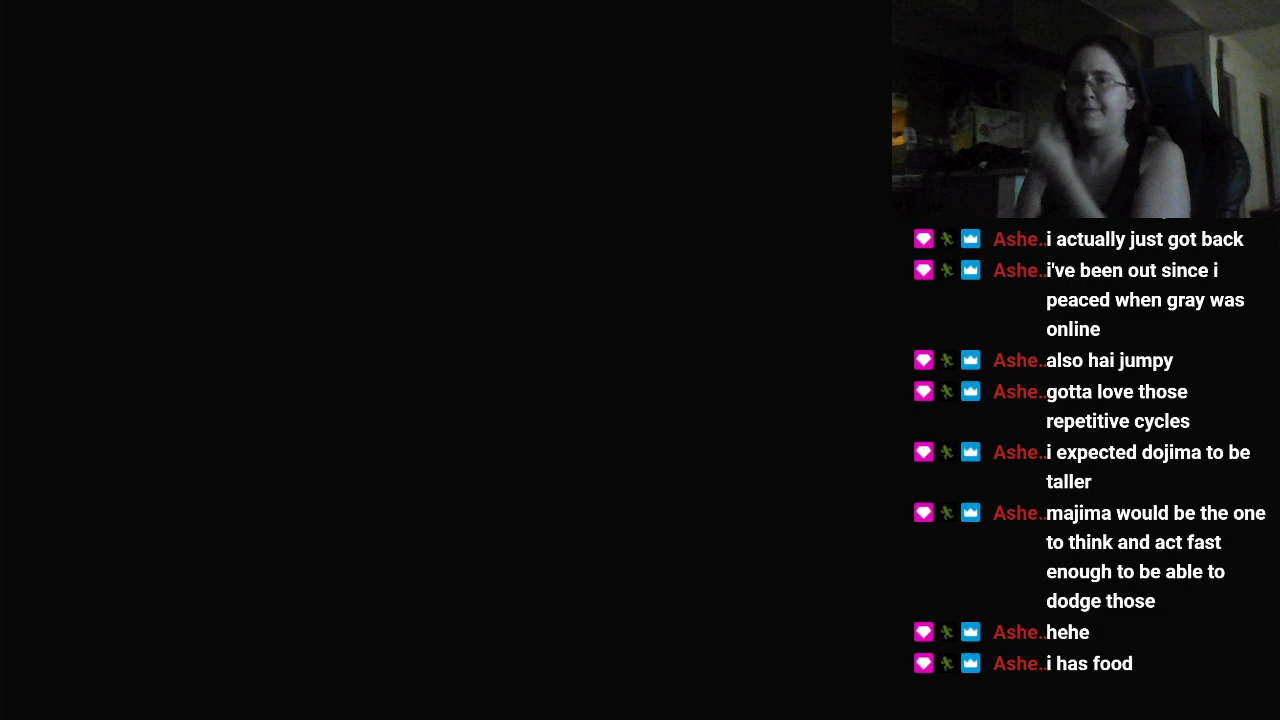 Ashe.. i actually just got back
Ashe.. i've been out since i
peaced when gray was
online
Ashe.. also hai jumpy
Ashe.. gotta love those
repetitive cycles
Ashe.. i expected dojima to be
taller
Ashe.. majima would be the one
to think and act fast
enough to be able to
dodge those
Ashe.. hehe
Ashe.. i has food